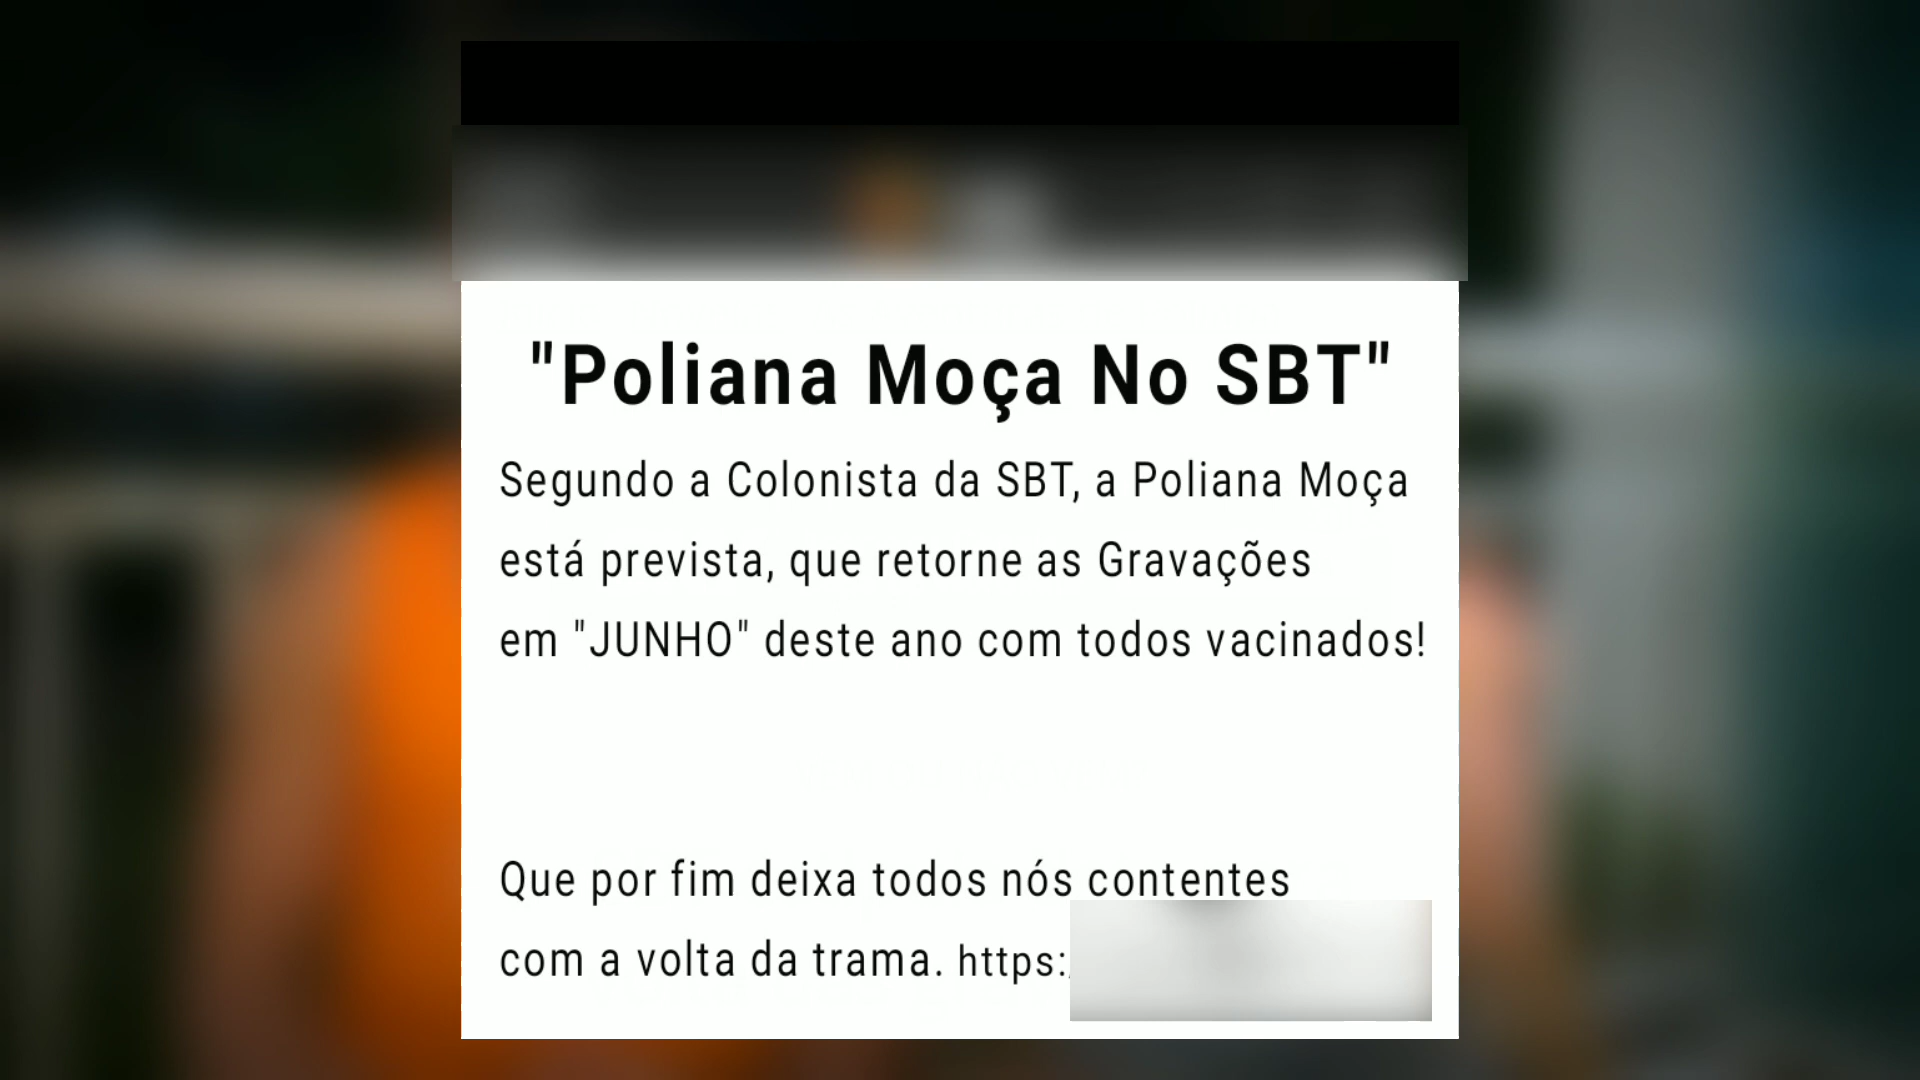 "Poliana Moça No SBT"
Segundo a Colonista da SBT, a Poliana Moça
está prevista, que retorne as Gravações
em "JUNHO" deste ano com todos vacinados!
Que por fim deixa todos nós contentes
com a volta da trama. https: